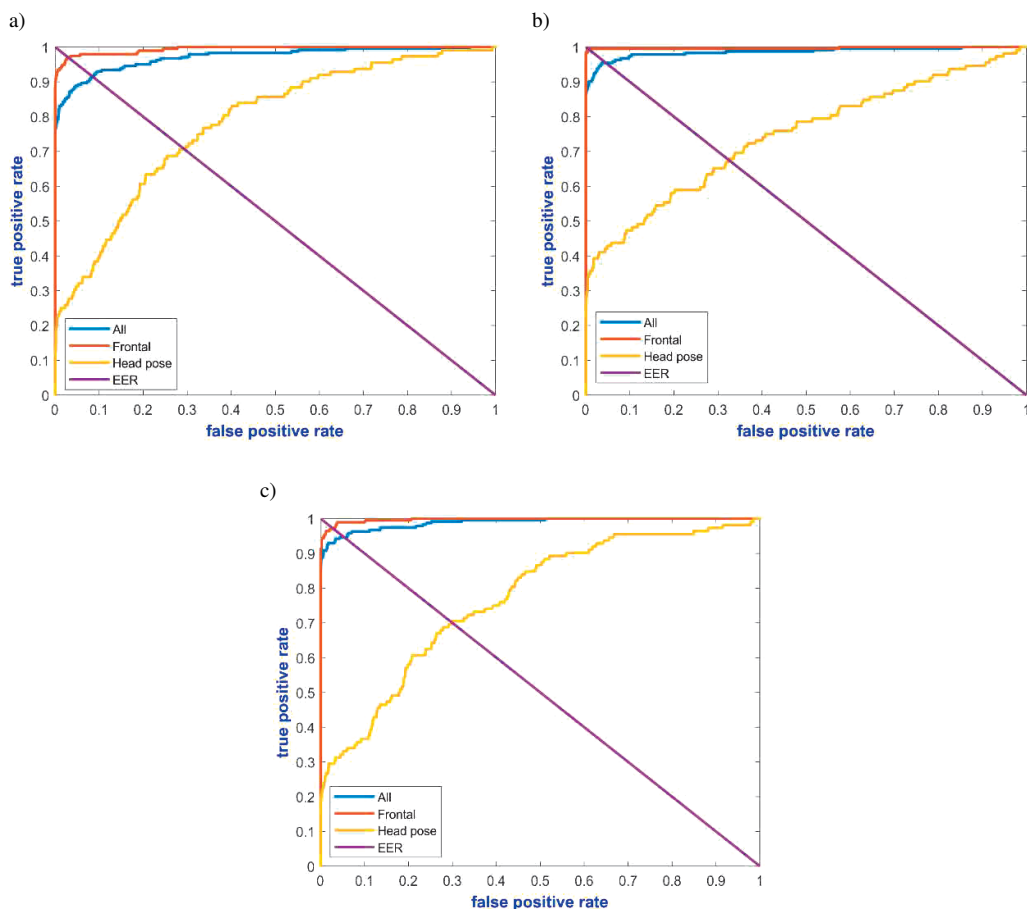 a)
1
0.9
0.8
0.7
0.6
0.5
0.4
0.3
0.2
0.1
0
true positive rate
All
Frontal
Head pose
EER
0 0.1 0.2 0.3 0.4 0.5 0.6 0.7 0.8 0.9 1
false positive rate
b)
1
0.9
0.8
0.7
0.6
0.5
0.4
0.3
0.2
0.1
0
true positive rate
All
Frontal
Head pose
EER
0 0.1 0.2 0.3 0.4 0.5 0.6 0.7 0.8 0.9 1
false positive rate
c)
1
0.9
0.8
0.7
0.6
0.5
0.4
0.3
0.2
0.1
0
true positive rate
All
Frontal
Head pose
EER
0 0.1 0.2 0.3 0.4 0.5 0.6 0.7 0.8 0.9 1
false positive rate